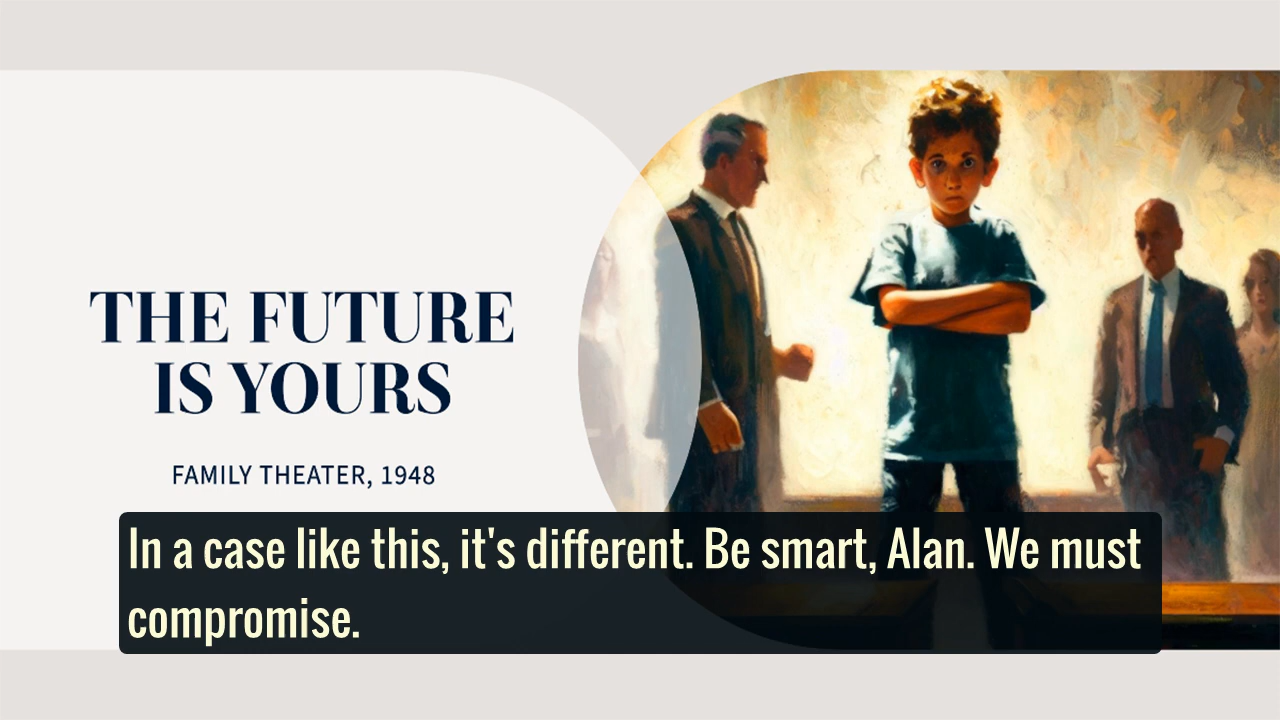 THE FUTURE
IS YOURS
FAMILY THEATER, 1948
In a case like this, it's different. Be smart, Alan. We must
compromise.